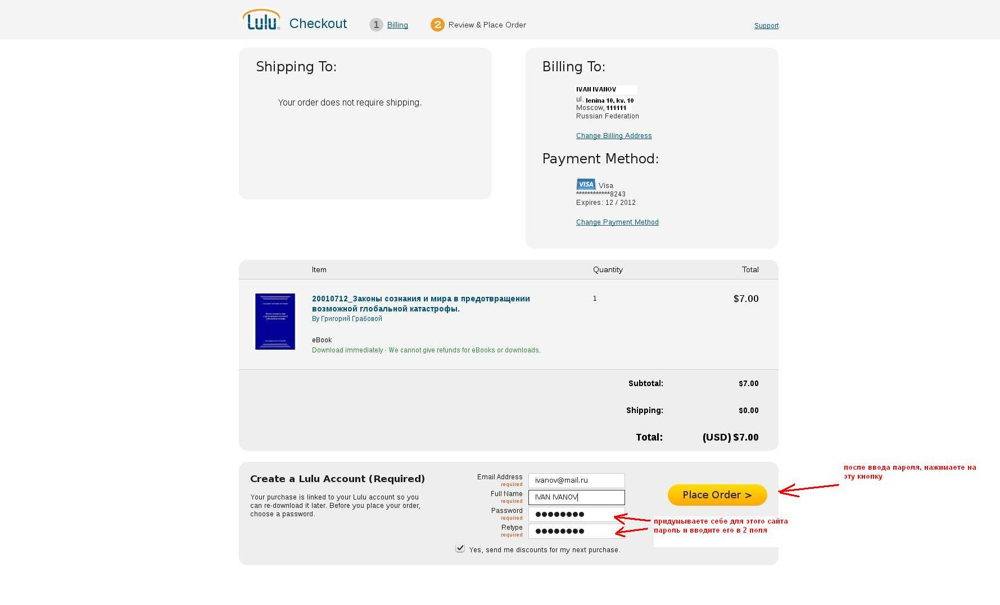 Lulu Checkout 1 Billing 2 Review & Place Order Support
Shipping To:
Your order does not require shipping.
Billing To:
IVAN IVANOV
ul. lenina 10, kv. 10
Moscow, 111111
Russian Federation
Change Billing Address
Payment Method:
VISA Visa
************8243
Expires: 12 / 2012
Change Payment Method
Item Quantity Total
20010712_Законы сознания и мира в предотвращении 1 $7.00
возможной глобальной катастрофы.
By Григорий Грабовой
eBook
Download immediately - We cannot give refunds for eBooks or downloads.
Subtotal: $7.00
Shipping: $0.00
Total: (USD) $7.00
Create a Lulu Account (Required)
Your purchase is linked to your Lulu account so you
can re-download it later. Before you place your order,
choose a password.
Email Address ivanov@mail.ru
required
Full Name IVAN IVANOV
required
Password ●●●●●●●●
required
Retype ●●●●●●●●
required
Yes, send me discounts for my next purchase.
Place Order >
после ввода пароля, нажимаете на
эту кнопку
придумываете себе для этого сайта
пароль и вводите его в 2 поля